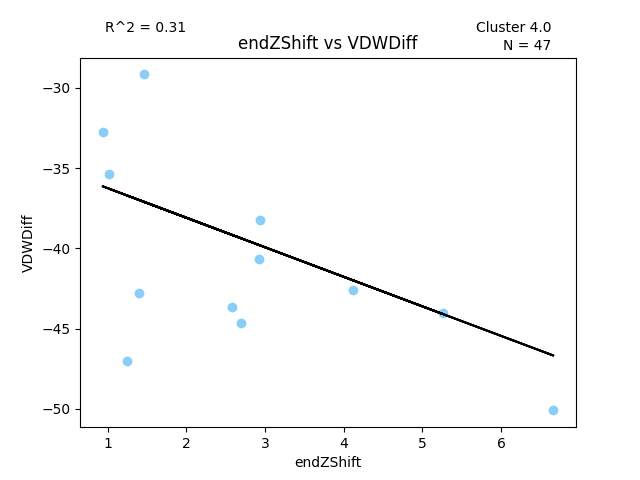 R^2 = 0.31
Cluster 4.0
N = 47
endZShift vs VDWDiff
−30
−35
−40
−45
−50
VDWDiff
1 2 3 4 5 6
endZShift